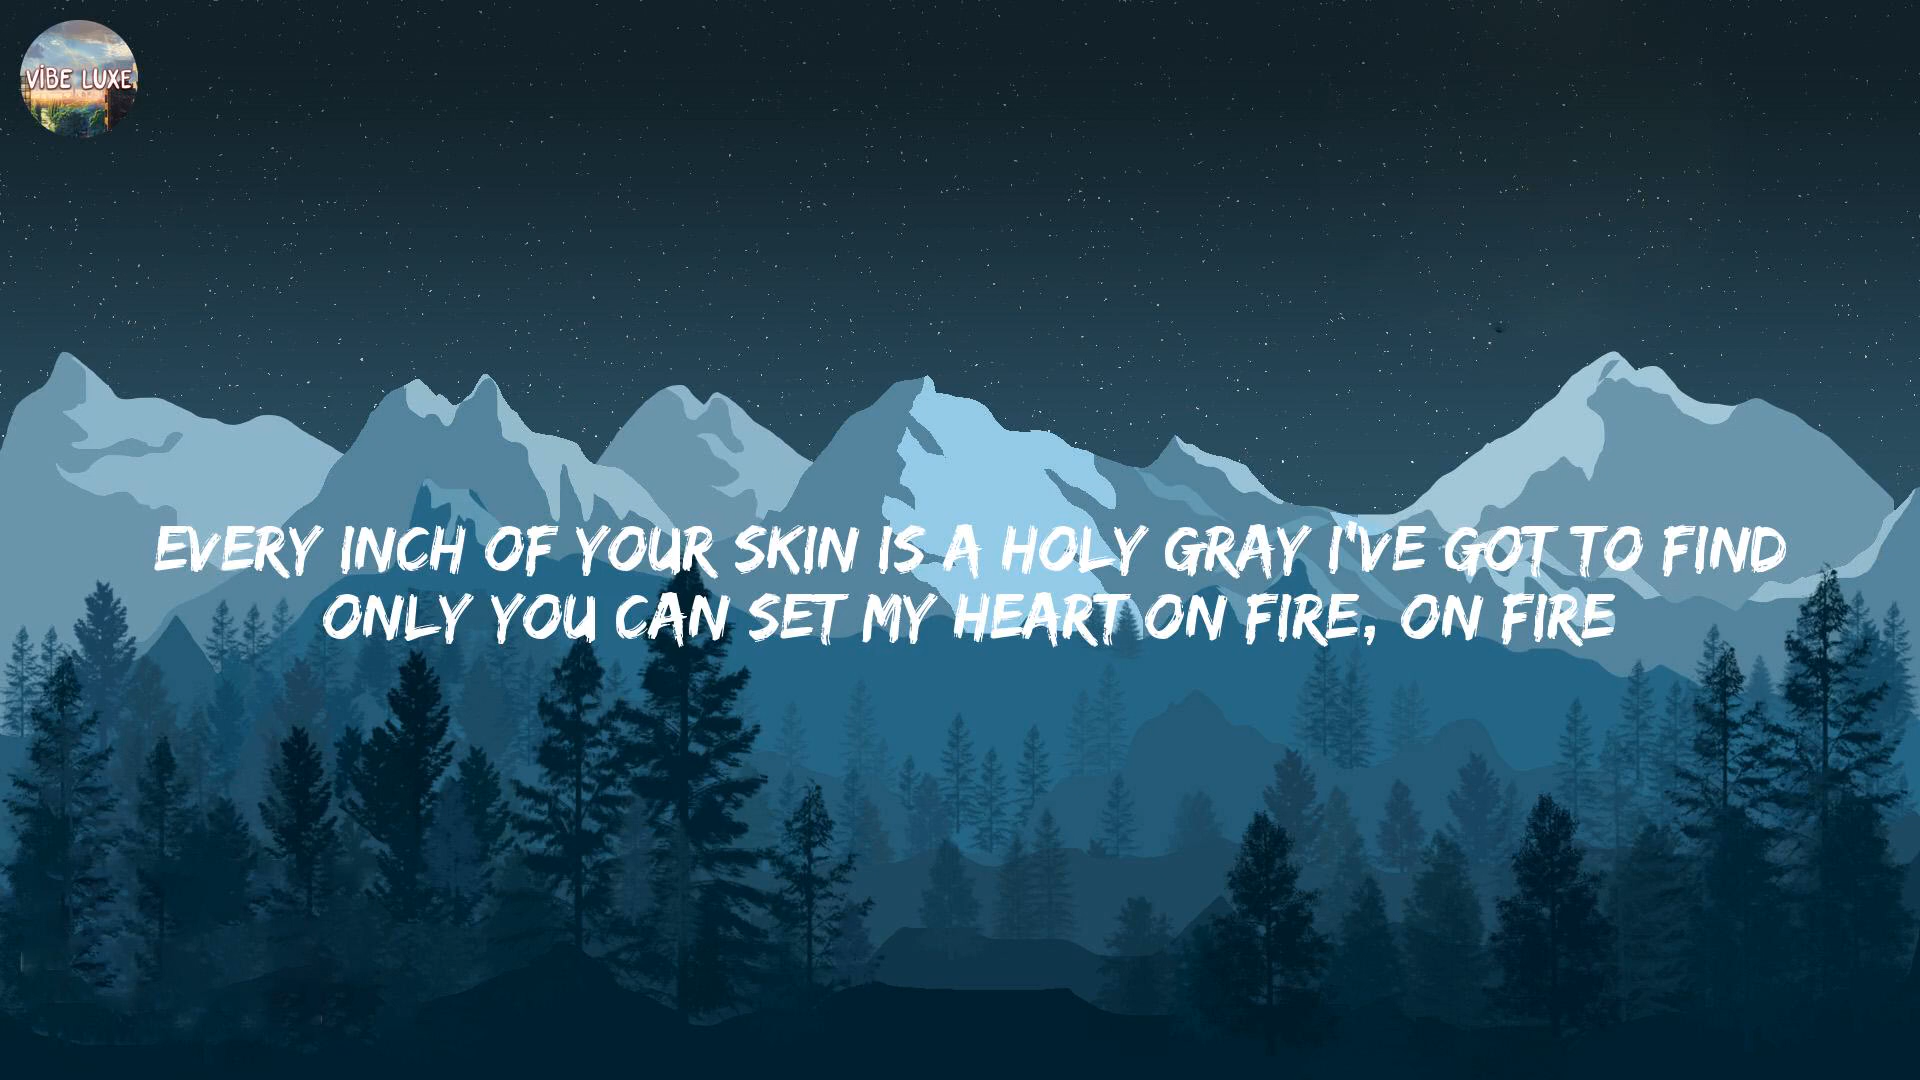 VIBE LUXE
EVERY INCH OF YOUR SKIN IS A HOLY GRAY I'VE GOT TO FIND
ONLY YOU CAN SET MY HEART ON FIRE, ON FIRE